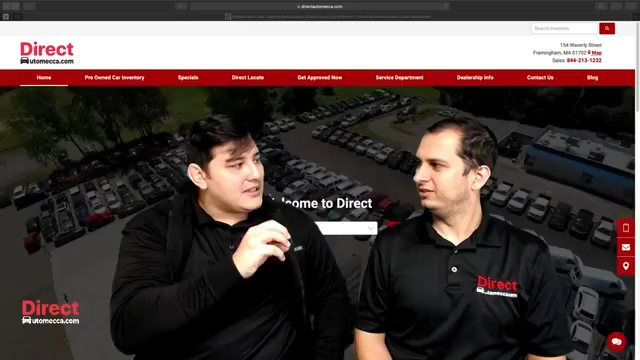 directautomecca.com
Search Inventory
Direct
utomecca.com
154 Waverly Street
Framingham, MA 01702 Map
Sales: 844-213-1232
Home
Pre Owned Car Inventory
Specials
Direct Locate
Get Approved Now
Service Department
Dealership Info
Contact Us
Blog
lcome to Direct
Direct
utomecca.com
Direct
utomecca.com